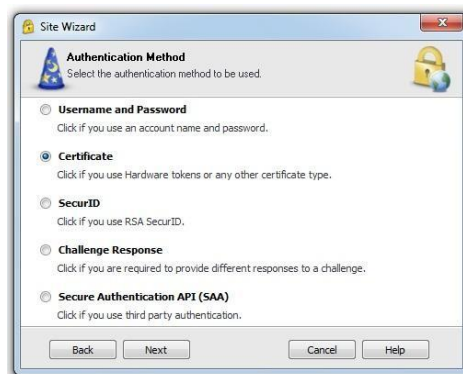 Site Wizard
Authentication Method
Select the authentication method to be used.
Username and Password
Click if you use an account name and password.
Certificate
Click if you use Hardware tokens or any other certificate type.
SecurID
Click if you use RSA SecurID.
Challenge Response
Click if you are required to provide different responses to a challenge.
Secure Authentication API (SAA)
Click if you use third party authentication.
Back Next Cancel Help